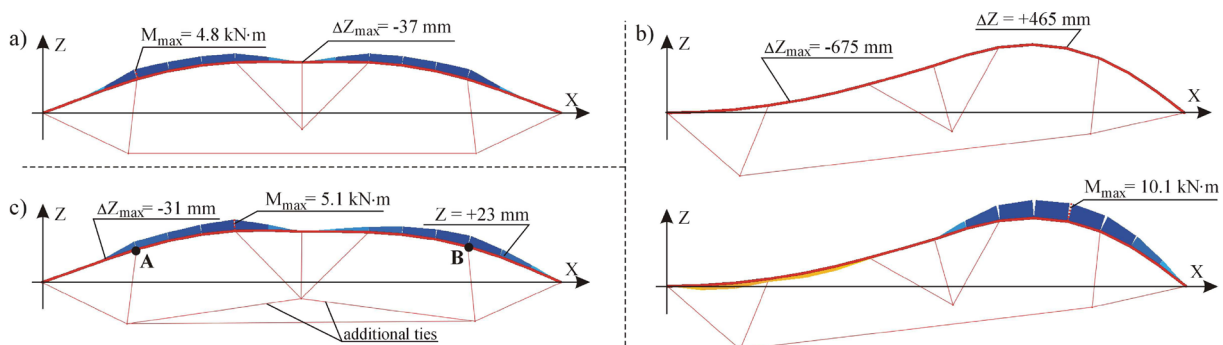 a)
Z
M_max= 4.8 kN·m
ΔZ_max= -37 mm
X
b)
Z
ΔZ_max= -675 mm
ΔZ = +465 mm
X
c)
Z
ΔZ_max= -31 mm
M_max= 5.1 kN·m
Z = +23 mm
A
B
X
additional ties
Z
M_max= 10.1 kN·m
X